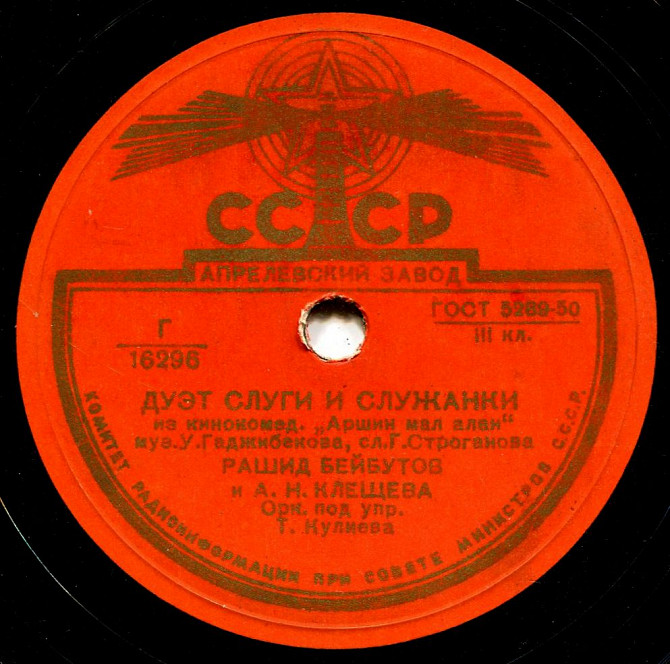 СССР
АПРЕЛЕВСКИЙ ЗАВОД
Г
16296
ГОСТ 5289-50
III кл.
ДУЭТ СЛУГИ И СЛУЖАНКИ
из кинокомед. „Аршин мал алан“
муз. У. Гаджибекова, сл. Г. Строганова
РАШИД БЕЙБУТОВ
и А. Н. КЛЕЩЕВА
Орк. под упр.
Т. Кулиева
КОМИТЕТ РАДИОИНФОРМАЦИИ ПРИ СОВЕТЕ МИНИСТРОВ С.С.С.Р.